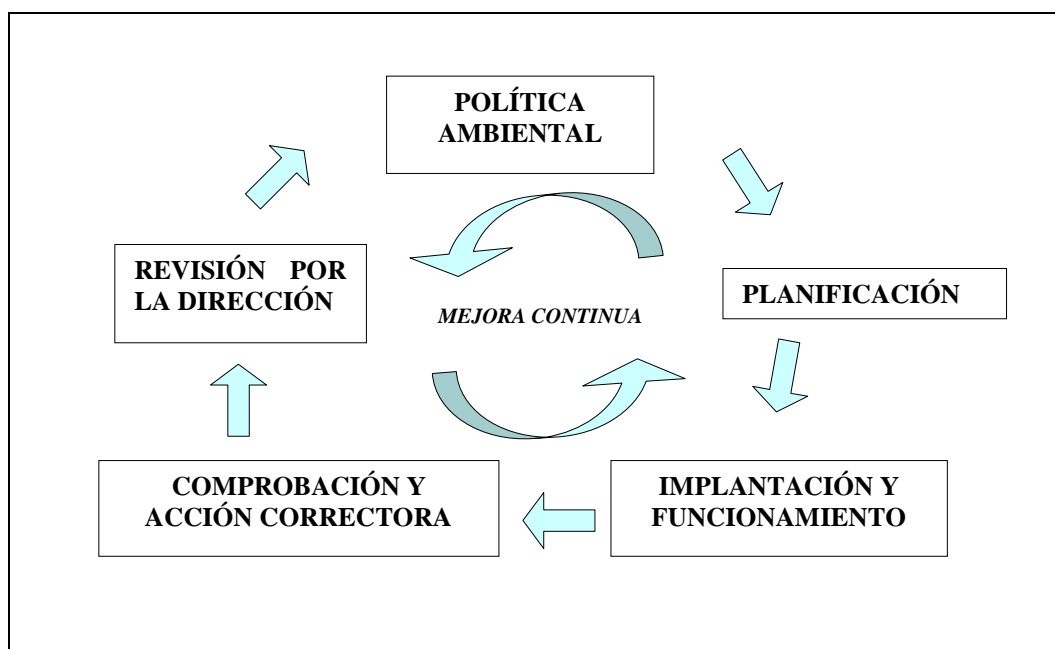 POLÍTICA
AMBIENTAL
REVISIÓN POR
LA DIRECCIÓN
PLANIFICACIÓN
MEJORA CONTINUA
COMPROBACIÓN Y
ACCIÓN CORRECTORA
IMPLANTACIÓN Y
FUNCIONAMIENTO